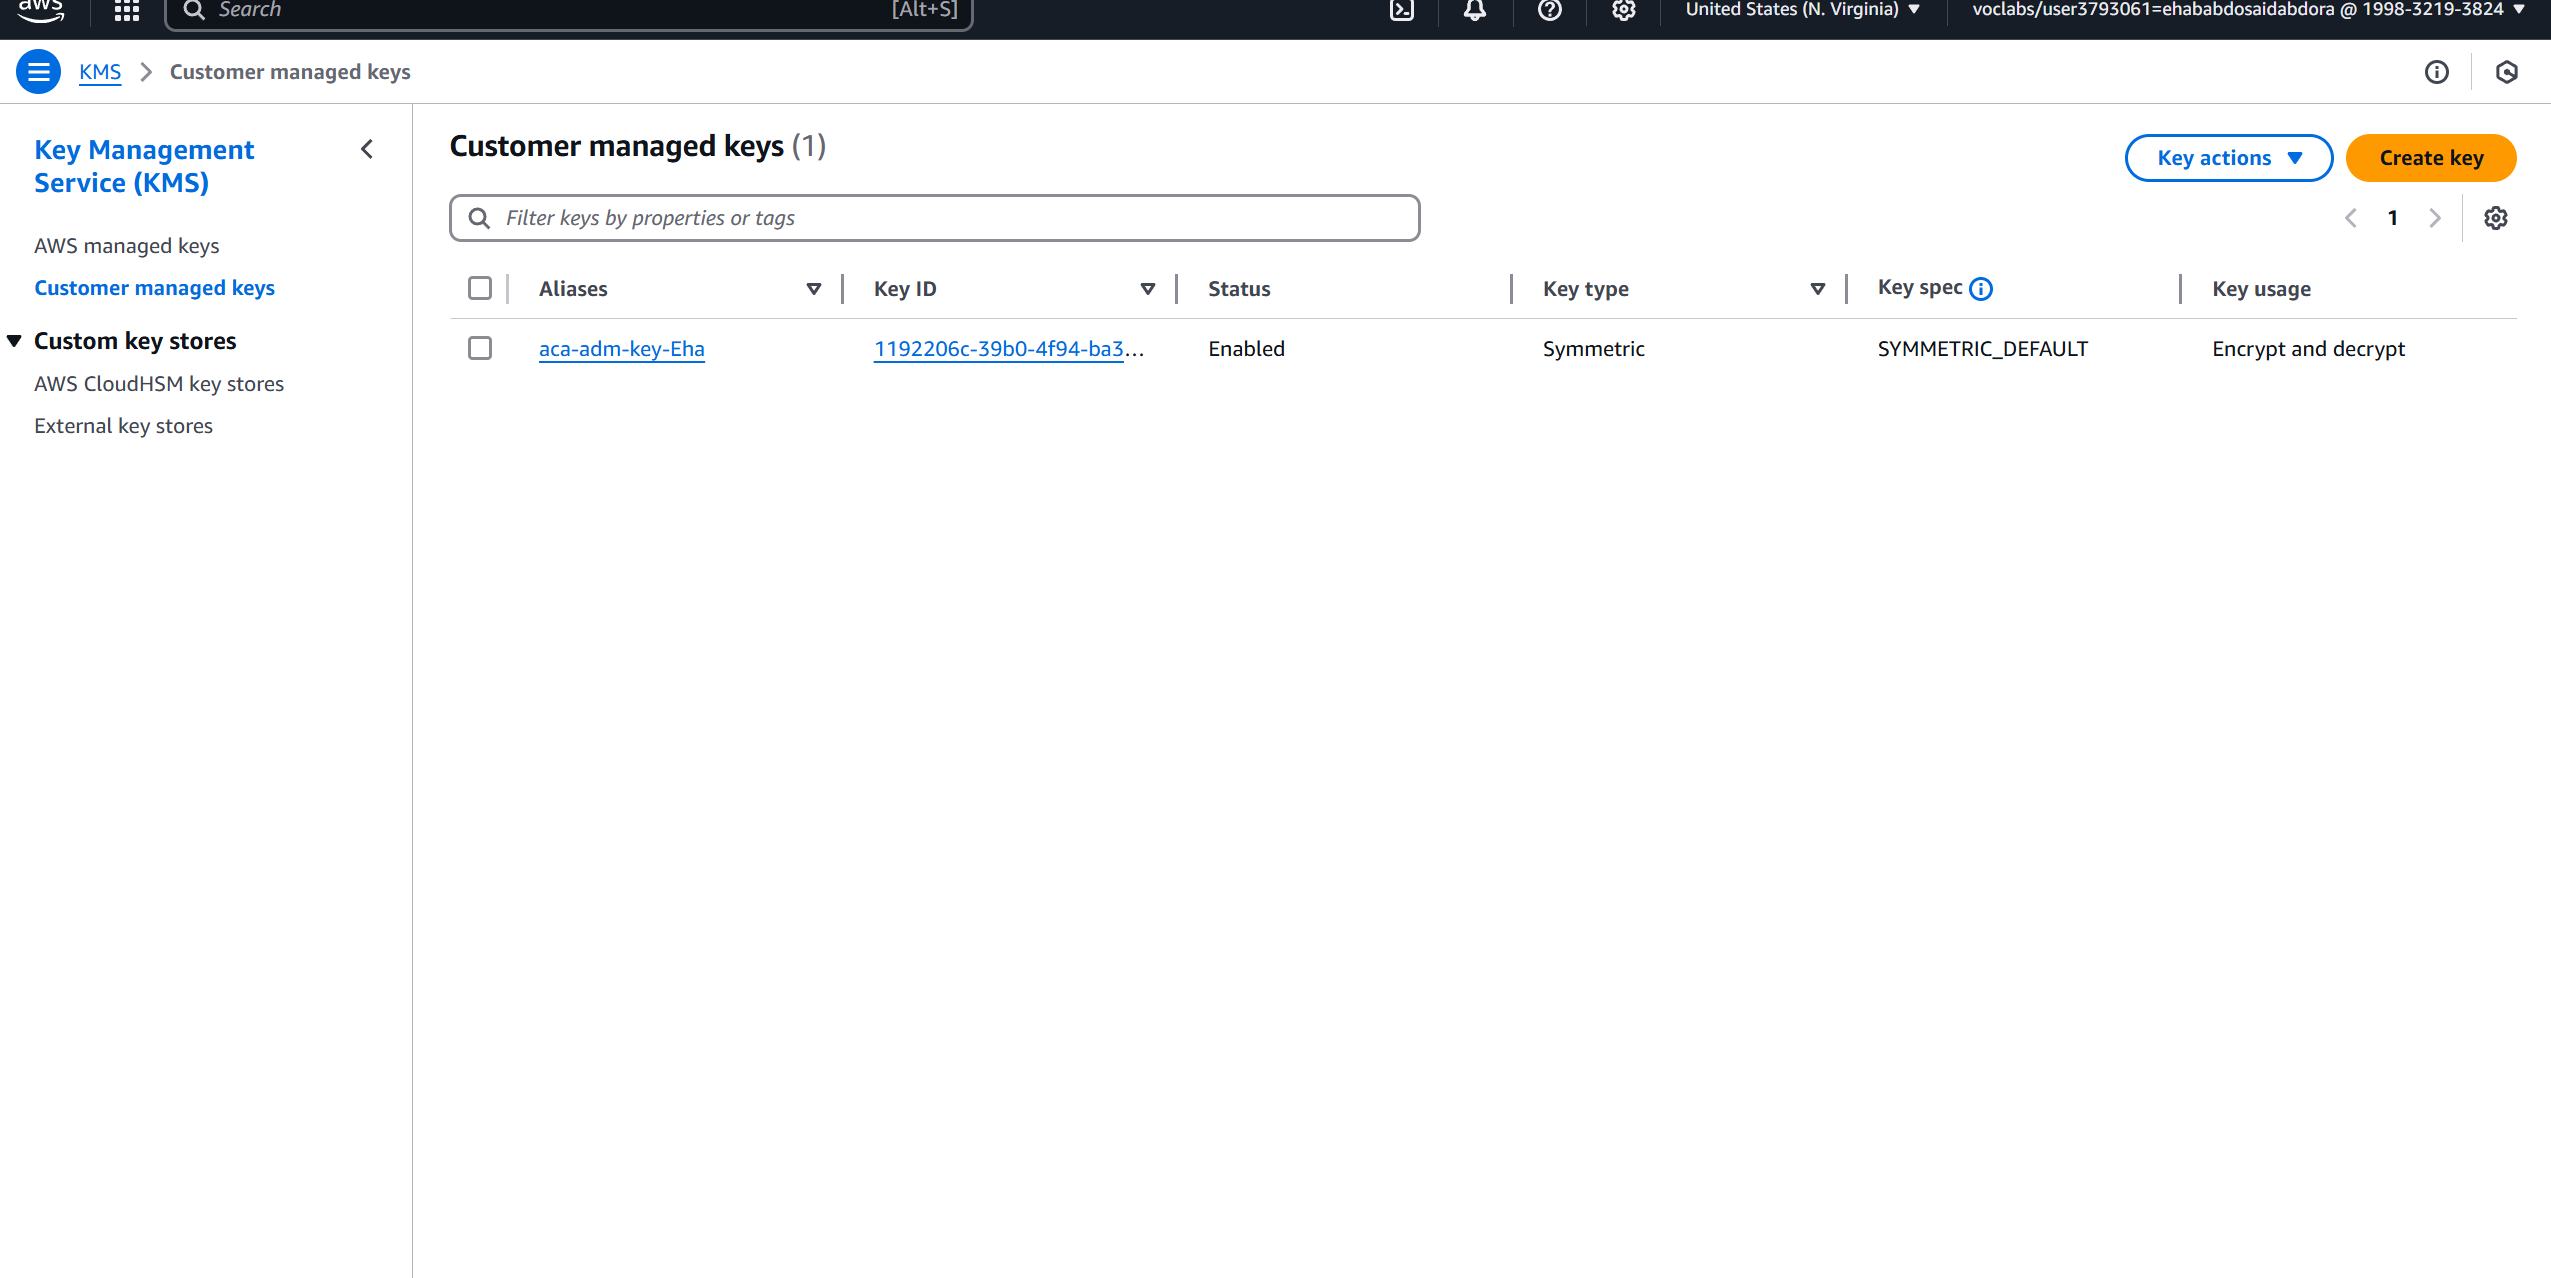 aws
Search [Alt+S] United States (N. Virginia) voclabs/user3793061=ehababdosaidabdora @ 1998-3219-3824
KMS Customer managed keys
Key Management
Service (KMS)
AWS managed keys
Customer managed keys
Custom key stores
AWS CloudHSM key stores
External key stores
Customer managed keys (1)
Key actions Create key
Filter keys by properties or tags
1
Aliases Key ID Status Key type Key spec Key usage
aca-adm-key-Eha 1192206c-39b0-4f94-ba3... Enabled Symmetric SYMMETRIC_DEFAULT Encrypt and decrypt